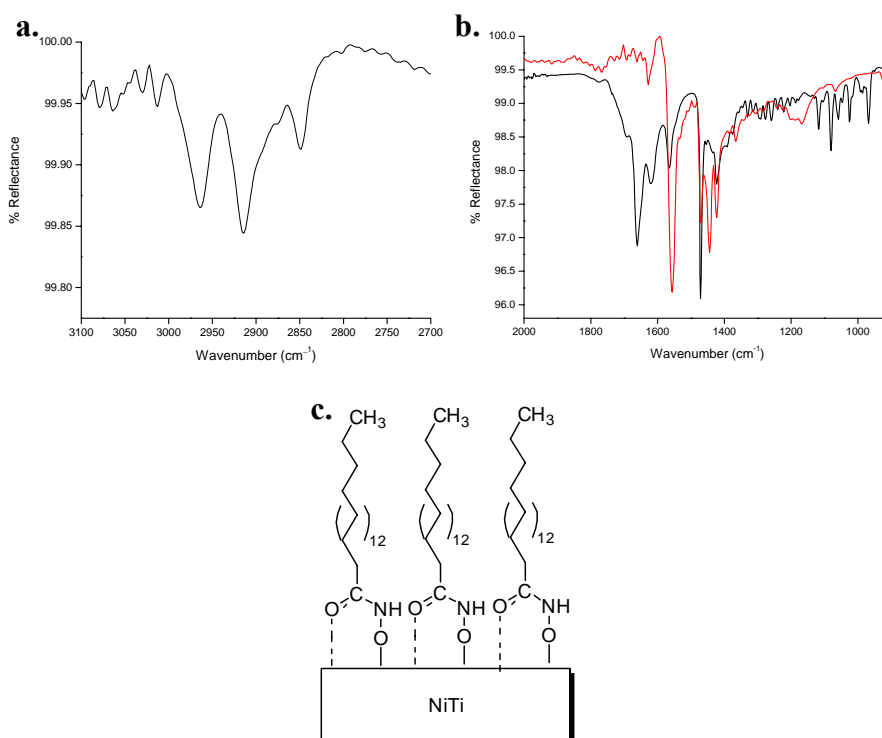 a.
% Reflectance
100.00
99.95
99.90
99.85
99.80
3100 3050 3000 2950 2900 2850 2800 2750 2700
Wavenumber (cm⁻¹)
b.
% Reflectance
100.0
99.5
99.0
98.5
98.0
97.5
97.0
96.5
96.0
2000 1800 1600 1400 1200 1000
Wavenumber (cm⁻¹)
c.
CH₃ CH₃ CH₃
12 12 12
O C NH O C NH O C NH
O O O
NiTi